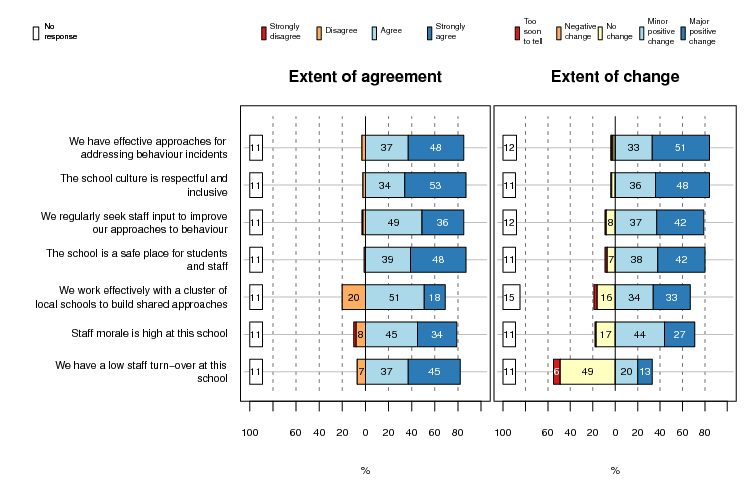 No
response
Strongly
disagree
Disagree
Agree
Strongly
agree
Too
soon
to tell
Negative
change
No
change
Minor
positive
change
Major
positive
change
Extent of agreement
Extent of change
We have effective approaches for
addressing behaviour incidents
11 37 48 12 33 51
The school culture is respectful and
inclusive
11 34 53 11 36 48
We regularly seek staff input to improve
our approaches to behaviour
11 49 36 12 8 37 42
The school is a safe place for students
and staff
11 39 48 11 7 38 42
We work effectively with a cluster of
local schools to build shared approaches
11 20 51 18 15 16 34 33
Staff morale is high at this school
11 8 45 34 11 17 44 27
We have a low staff turn−over at this
school
11 7 37 45 11 6 49 20 13
100 60 40 20 0 20 40 60 80 100 60 40 20 0 20 40 60 80
% %